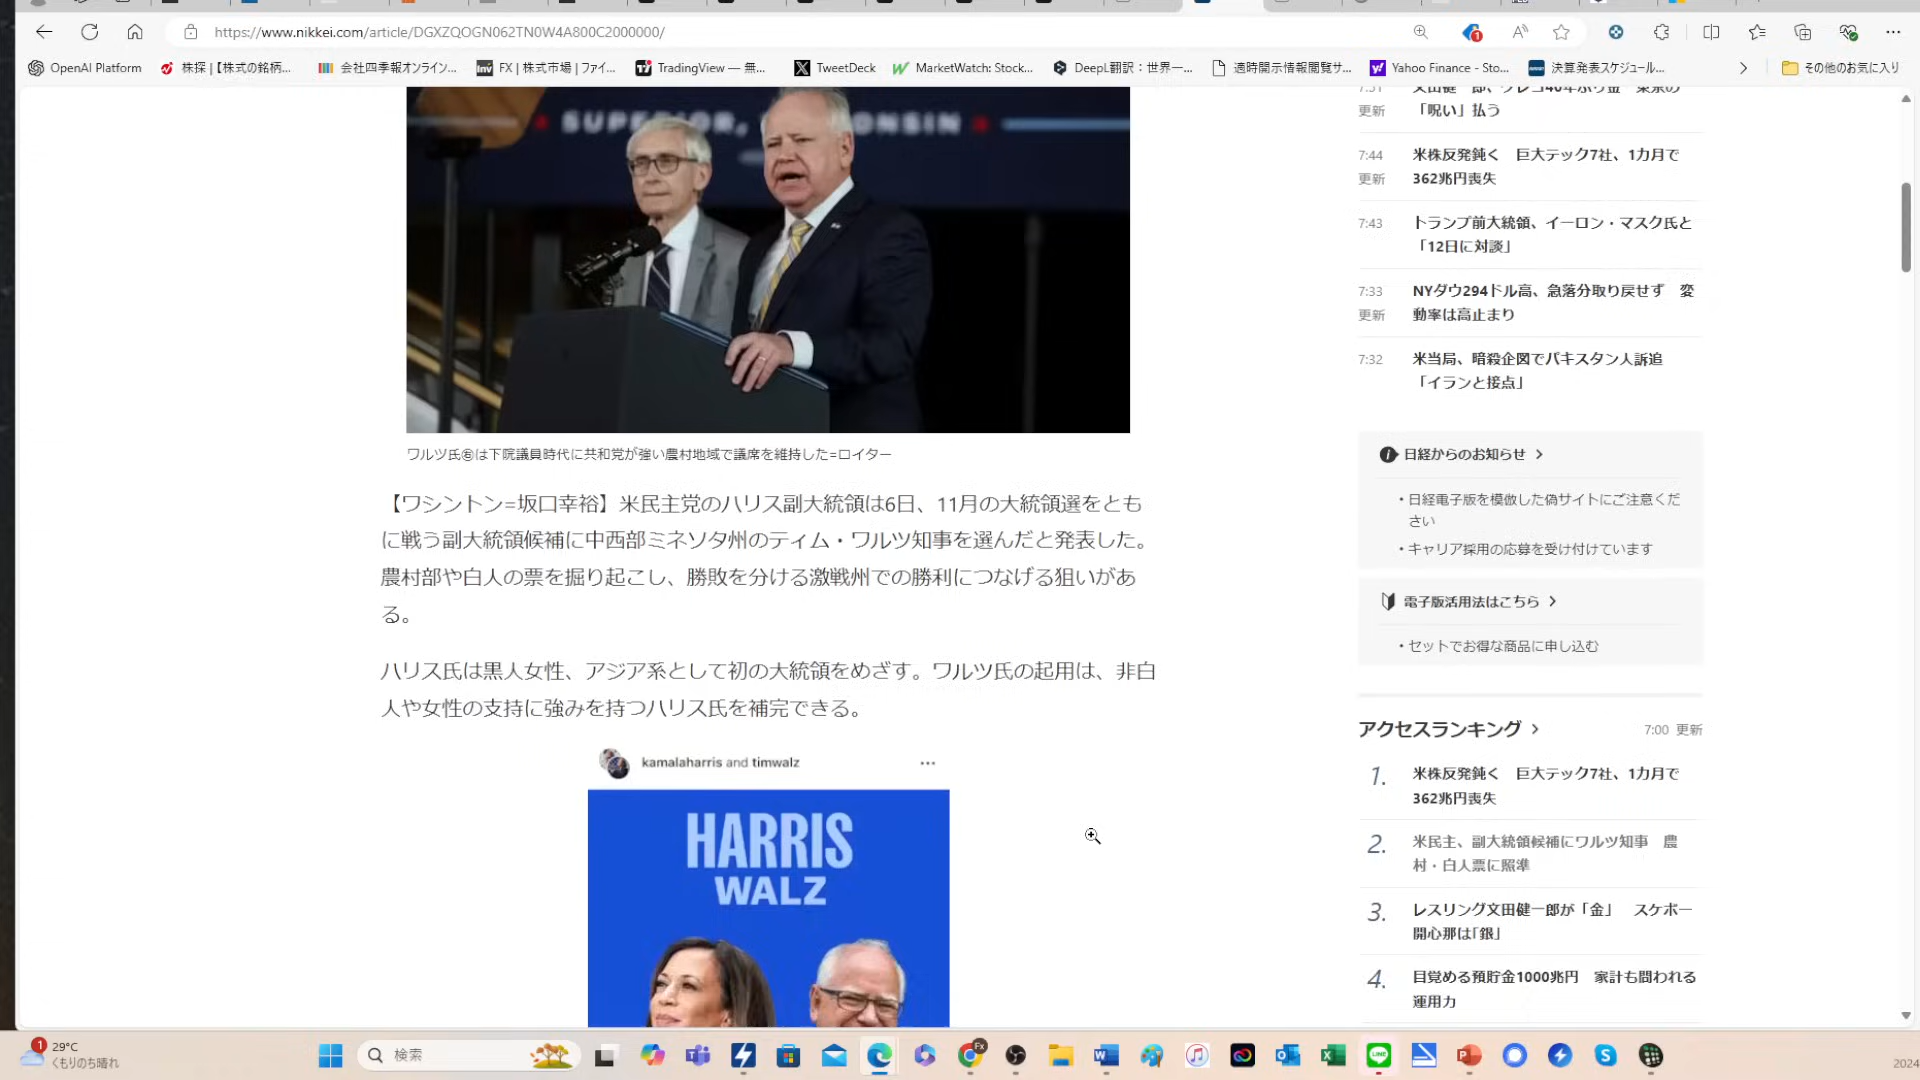 https://www.nikkei.com/article/DGXZQOGN062TN0W4A800C2000000/
1
OpenAI Platform
株探 | 【株式の銘柄...
会社四季報オンライン...
FX | 株式市場 | ファイ...
TradingView — 無...
TweetDeck
MarketWatch: Stock...
DeepL翻訳：世界一...
適時開示情報閲覧サ...
Yahoo Finance - Sto...
決算発表スケジュール...
その他のお気に入り
ワルツ氏㊨は下院議員時代に共和党が強い農村地域で議席を維持した=ロイター
【ワシントン=坂口幸裕】米民主党のハリス副大統領は6日、11月の大統領選をとも
に戦う副大統領候補に中西部ミネソタ州のティム・ワルツ知事を選んだと発表した。
農村部や白人の票を掘り起こし、勝敗を分ける激戦州での勝利につなげる狙いがあ
る。
ハリス氏は黒人女性、アジア系として初の大統領をめざす。ワルツ氏の起用は、非白
人や女性の支持に強みを持つハリス氏を補完できる。
kamalaharris and timwalz
HARRIS
WALZ
更新
「呪い」払う
7:44
更新
米株反発鈍く　巨大テック7社、1カ月で
362兆円喪失
7:43
トランプ前大統領、イーロン・マスク氏と
「12日に対談」
7:33
更新
NYダウ294ドル高、急落分取り戻せず　変
動率は高止まり
7:32
米当局、暗殺企図でパキスタン人訴追
「イランと接点」
日経からのお知らせ
・日経電子版を模倣した偽サイトにご注意くだ
さい
・キャリア採用の応募を受け付けています
電子版活用法はこちら
・セットでお得な商品に申し込む
アクセスランキング
7:00 更新
1.
米株反発鈍く　巨大テック7社、1カ月で
362兆円喪失
2.
米民主、副大統領候補にワルツ知事　農
村・白人票に照準
3.
レスリング文田健一郎が「金」　スケボー
開心那は「銀」
4.
目覚める預貯金1000兆円　家計も問われる
運用力
1
29°C
くもりのち晴れ
検索
2024